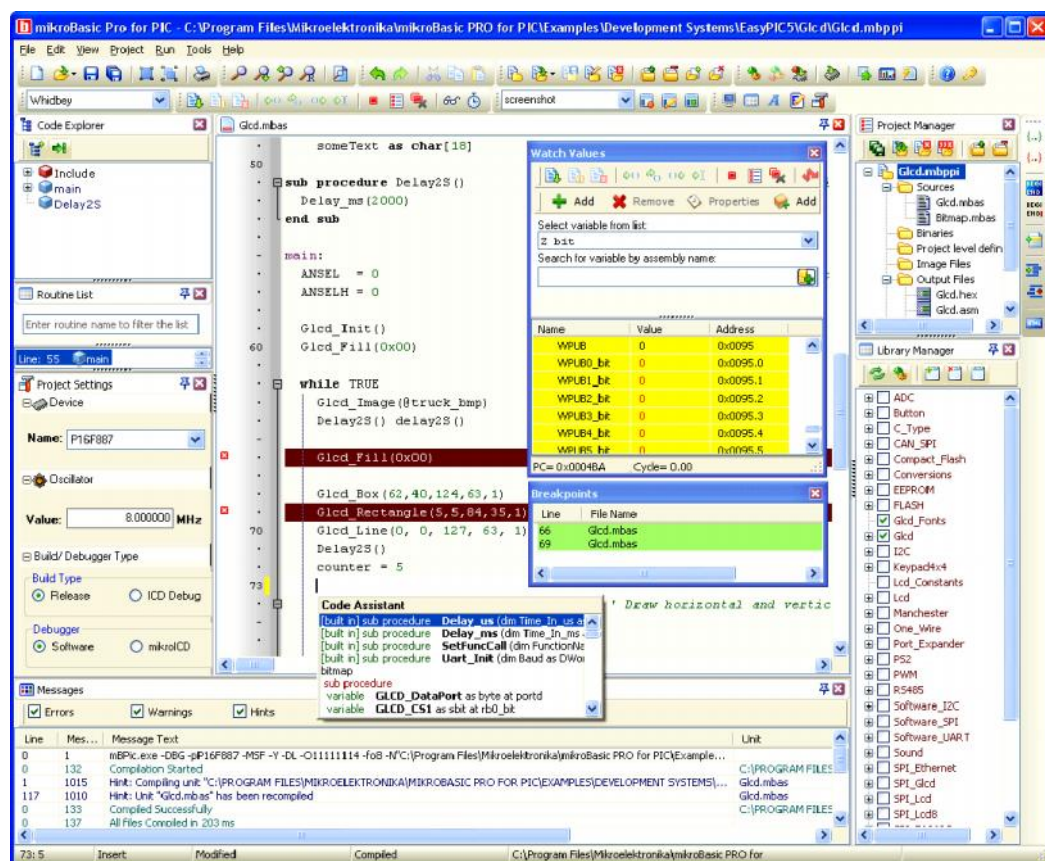 mikroBasic Pro for PIC - C:\Program Files\Mikroelektronika\mikroBasic PRO for PIC\Examples\Development Systems\EasyPIC5\Glcd\Glcd.mbppi
File Edit View Project Run Tools Help
Whidbey
screenshot
Code Explorer
Include
main
Delay2S
Routine List
Enter routine name to filter the list
Line: 55 main
Project Settings
Device
Name: P16F887
Oscillator
Value: 8.000000 MHz
Build/ Debugger Type
Build Type
Release ICD Debug
Debugger
Software mikroICD
Glcd.mbas
someText as char[18]
50
sub procedure Delay2S()
Delay_ms(2000)
end sub
main:
ANSEL = 0
ANSELH = 0
Glcd_Init()
60 Glcd_Fill(0x00)
while TRUE
Glcd_Image(@truck_bmp)
Delay2S() delay2S()
Glcd_Fill(0x00)
Glcd_Box(62,40,124,63,1)
Glcd_Rectangle(5,5,84,35,1)
70 Glcd_Line(0, 0, 127, 63, 1)
Delay2S()
counter = 5
73
' Draw horizontal and vertic
Code Assistant
[built in] sub procedure Delay_us (dim Time_In_us a
[built in] sub procedure Delay_ms (dim Time_In_ms
[built in] sub procedure SetFuncCall (dim FunctionNa
[built in] sub procedure Uart_Init (dim Baud as DWo
bitmap
sub procedure
variable GLCD_DataPort as byte at portd
variable GLCD_CS1 as sbit at rb0_bit
Watch Values
Add Remove Properties Add
Select variable from list:
Z bit
Search for variable by assembly name:
Name Value Address
WPUB 0 0x0095
WPUB0_bit 0 0x0095.0
WPUB1_bit 0 0x0095.1
WPUB2_bit 0 0x0095.2
WPUB3_bit 0 0x0095.3
WPUB4_bit 0 0x0095.4
WPUB5_bit 0 0x0095.5
PC= 0x0004BA Cycle= 0.00
Breakpoints
Line File Name
66 Glcd.mbas
69 Glcd.mbas
Project Manager
Glcd.mbppi
Sources
Glcd.mbas
Bitmap.mbas
Binaries
Project level defin
Image Files
Output Files
Glcd.hex
Glcd.asm
Library Manager
ADC
Button
C_Type
CAN_SPI
Compact_Flash
Conversions
EEPROM
FLASH
Glcd_Fonts
Glcd
I2C
Keypad4x4
Lcd_Constants
Lcd
Manchester
One_Wire
Port_Expander
PS2
PWM
RS485
Software_I2C
Software_SPI
Software_UART
Sound
SPI_Ethernet
SPI_Glcd
SPI_Lcd
SPI_Lcd8
Messages
Errors Warnings Hints
Line Mes... Message Text Unit
0 1 mBPic.exe -DBG -pP16F887 -MSF -Y -DL -O11111114 -fo8 -N"C:\Program Files\Mikroelektronika\mikroBasic PRO for PIC\Example...
0 132 Compilation Started C:\PROGRAM FILES
1 1015 Hint: Compiling unit "C:\PROGRAM FILES\MIKROELEKTRONIKA\MIKROBASIC PRO FOR PIC\EXAMPLES\DEVELOPMENT SYSTEMS\... Glcd.mbas
117 1010 Hint: Unit "Glcd.mbas" has been recompiled Glcd.mbas
0 133 Compiled Successfully C:\PROGRAM FILES
0 137 All Files Compiled in 203 ms
73: 5 Insert Modified Compiled C:\Program Files\Mikroelektronika\mikroBasic PRO for